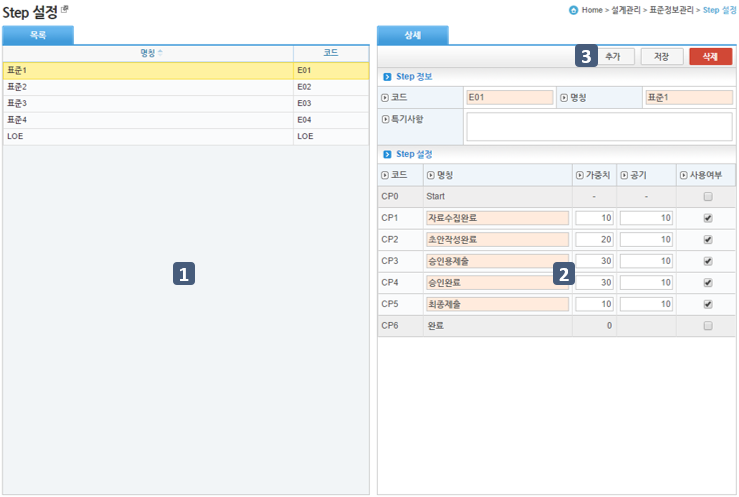 Step 설정
Home > 설계관리 > 표준정보관리 > Step 설정
목록
명칭 코드
표준1 E01
표준2 E02
표준3 E03
표준4 E04
LOE LOE
1
상세
3 추가 저장 삭제
Step 정보
코드 E01 명칭 표준1
특기사항
Step 설정
코드 명칭 가중치 공기 사용여부
CP0 Start - -
CP1 자료수집완료 10 10
CP2 초안작성완료 20 10
CP3 승인용제출 30 10
2
CP4 승인완료 30 10
CP5 최종제출 10 10
CP6 완료 0